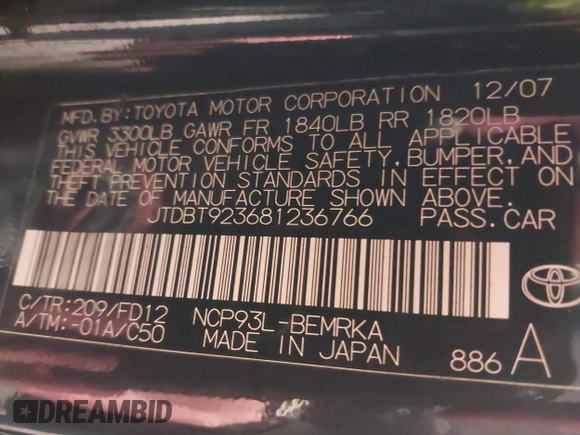 MFD. BY: TOYOTA MOTOR CORPORATION 12/07
GVWR 3300LB GAWR FR 1840LB RR 1820LB
THIS VEHICLE CONFORMS TO ALL APPLICABLE
FEDERAL MOTOR VEHICLE SAFETY, BUMPER, AND
THEFT PREVENTION STANDARDS IN EFFECT ON
THE DATE OF MANUFACTURE SHOWN ABOVE.
JTDBT923681236766 PASS. CAR
C/TR: 209/FD12 NCP93L-BEMRKA
A/TM: -01A/C50 MADE IN JAPAN 886 A
DREAMBID